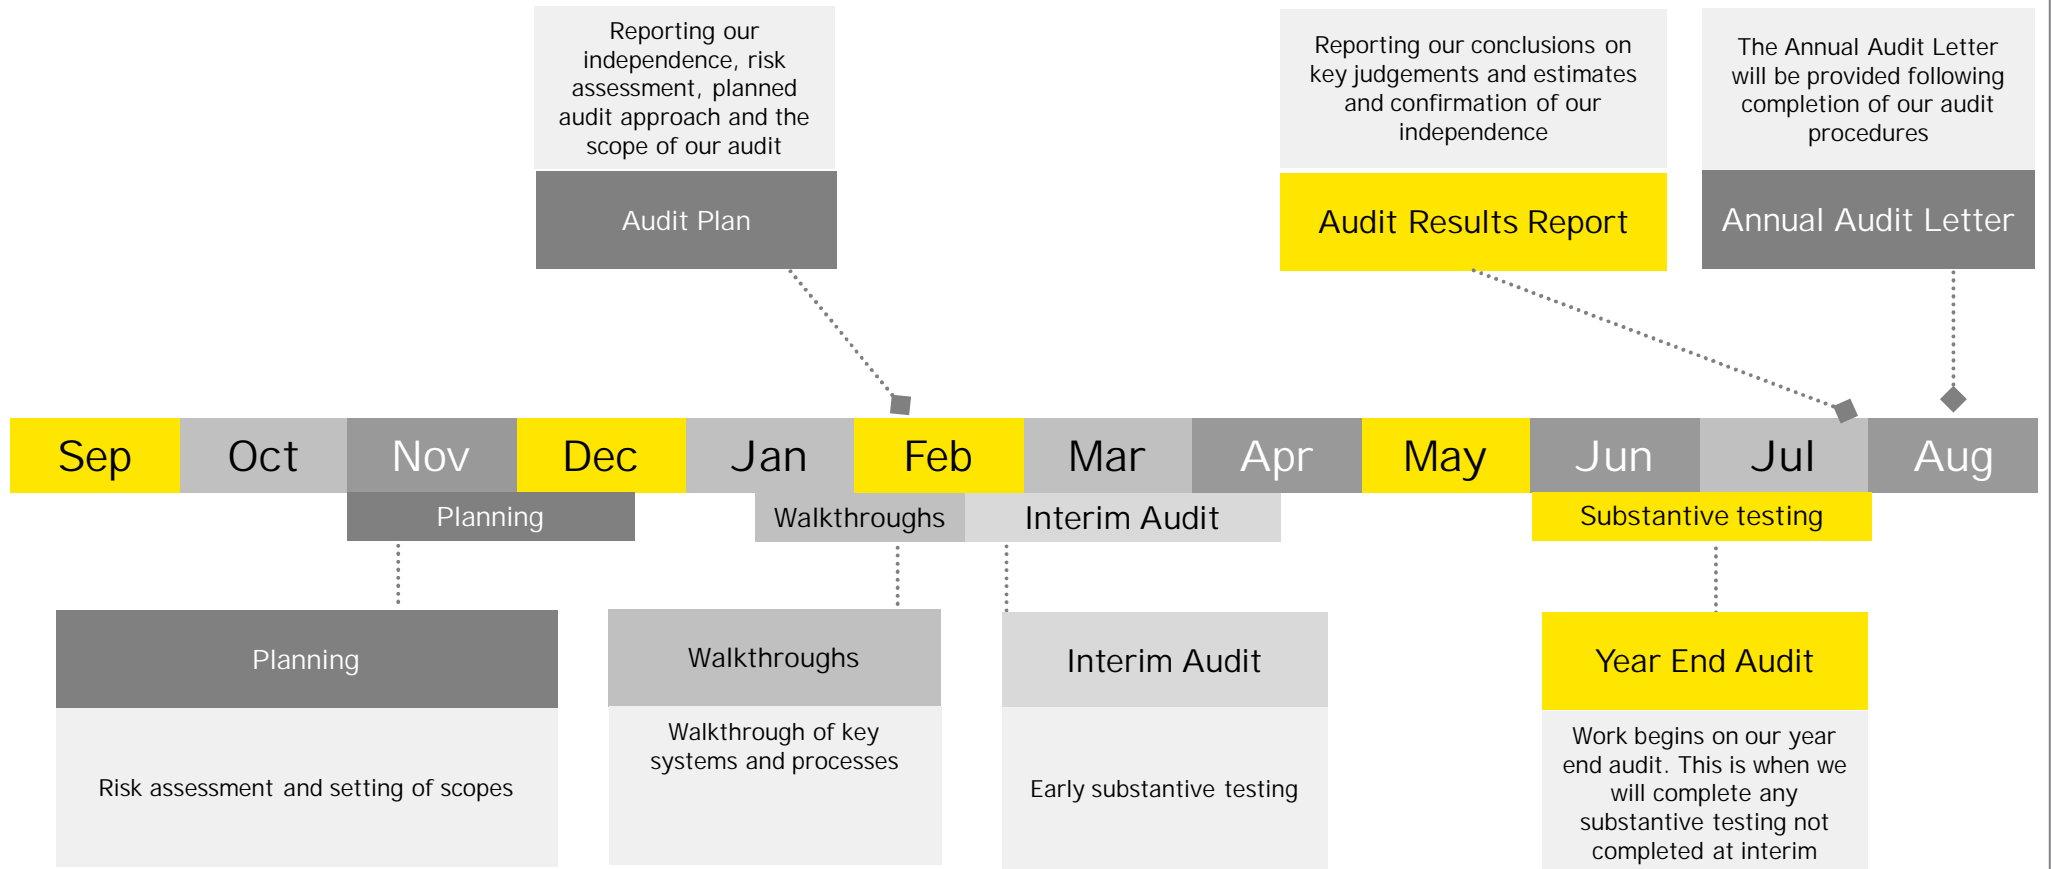 Reporting our
independence, risk
assessment, planned
audit approach and the
scope of our audit
Audit Plan
Reporting our conclusions on
key judgements and estimates
and confirmation of our
independence
Audit Results Report
The Annual Audit Letter
will be provided following
completion of our audit
procedures
Annual Audit Letter
Sep Oct Nov Dec Jan Feb Mar Apr May Jun Jul Aug
Planning Walkthroughs Interim Audit Substantive testing
Planning
Risk assessment and setting of scopes
Walkthroughs
Walkthrough of key
systems and processes
Interim Audit
Early substantive testing
Year End Audit
Work begins on our year
end audit. This is when we
will complete any
substantive testing not
completed at interim